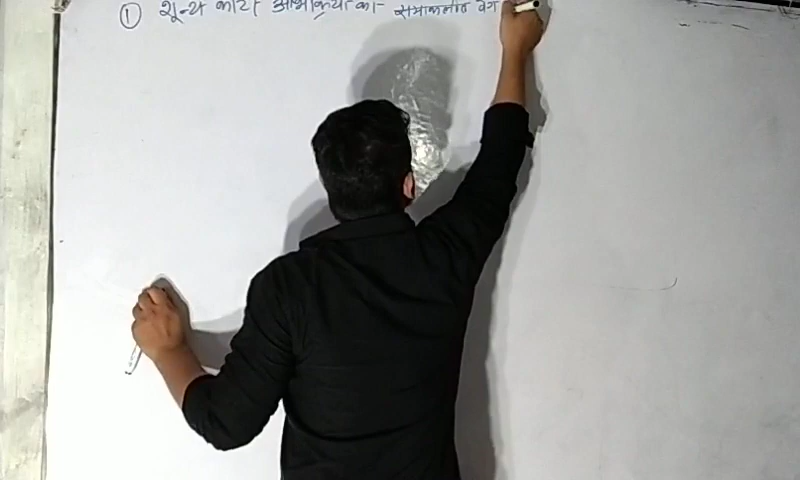 ① शून्य कोटि अभिक्रिया का समाकलित वेग